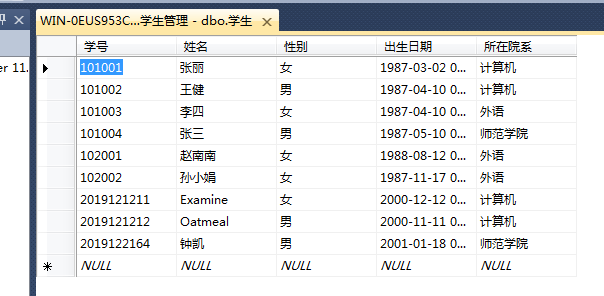 WIN-0EUS953C...学生管理 - dbo.学生
er 11.
学号 姓名 性别 出生日期 所在院系
101001 张丽 女 1987-03-02 0... 计算机
101002 王健 男 1987-04-10 0... 计算机
101003 李四 女 1987-04-10 0... 外语
101004 张三 男 1987-05-10 0... 师范学院
102001 赵南南 女 1988-08-12 0... 外语
102002 孙小娟 女 1987-11-17 0... 外语
2019121211 Examine 女 2000-12-12 0... 计算机
2019121212 Oatmeal 男 2000-11-11 0... 计算机
2019122164 钟凯 男 2001-01-18 0... 师范学院
NULL NULL NULL NULL NULL